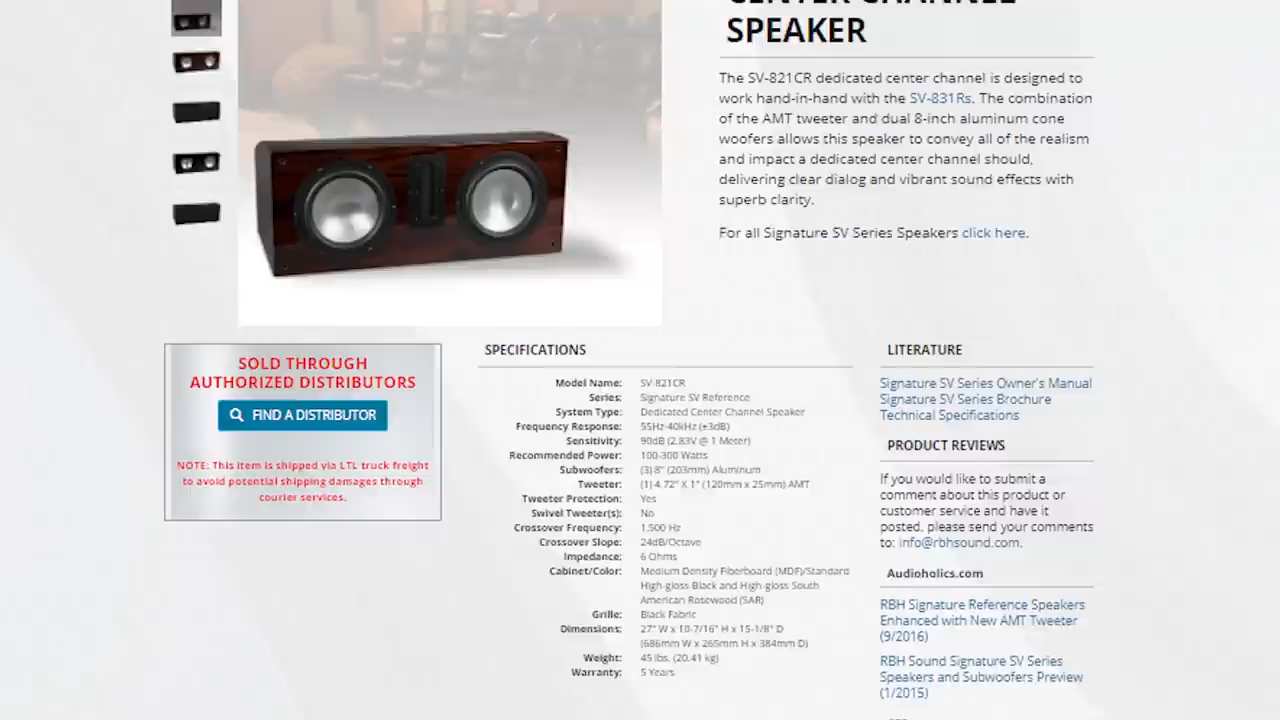 SPEAKER
The SV-821CR dedicated center channel is designed to
work hand-in-hand with the SV-831Rs. The combination
of the AMT tweeter and dual 8-inch aluminum cone
woofers allows this speaker to convey all of the realism
and impact a dedicated center channel should,
delivering clear dialog and vibrant sound effects with
superb clarity.
For all Signature SV Series Speakers click here.
SOLD THROUGH
AUTHORIZED DISTRIBUTORS
FIND A DISTRIBUTOR
NOTE: This item is shipped via LTL truck freight
to avoid potential shipping damages through
courier services.
SPECIFICATIONS
Model Name: SV-821CR
Series: Signature SV Reference
System Type: Dedicated Center Channel Speaker
Frequency Response: 55Hz-40kHz (±3dB)
Sensitivity: 90dB (2.83V @ 1 Meter)
Recommended Power: 100-300 Watts
Subwoofers: (3) 8" (203mm) Aluminum
Tweeter: (1) 4.72" X 1" (120mm x 25mm) AMT
Tweeter Protection: Yes
Swivel Tweeter(s): No
Crossover Frequency: 1,500 Hz
Crossover Slope: 24dB/Octave
Impedance: 6 Ohms
Cabinet/Color: Medium Density Fiberboard (MDF)/Standard
High-gloss Black and High-gloss South
American Rosewood (SAR)
Grille: Black Fabric
Dimensions: 27" W x 10-7/16" H x 15-1/8" D
(686mm W x 265mm H x 384mm D)
Weight: 45 lbs. (20.41 kg)
Warranty: 5 Years
LITERATURE
Signature SV Series Owner's Manual
Signature SV Series Brochure
Technical Specifications
PRODUCT REVIEWS
If you would like to submit a
comment about this product or
customer service and have it
posted, please send your comments
to: info@rbhsound.com.
Audioholics.com
RBH Signature Reference Speakers
Enhanced with New AMT Tweeter
(9/2016)
RBH Sound Signature SV Series
Speakers and Subwoofers Preview
(1/2015)